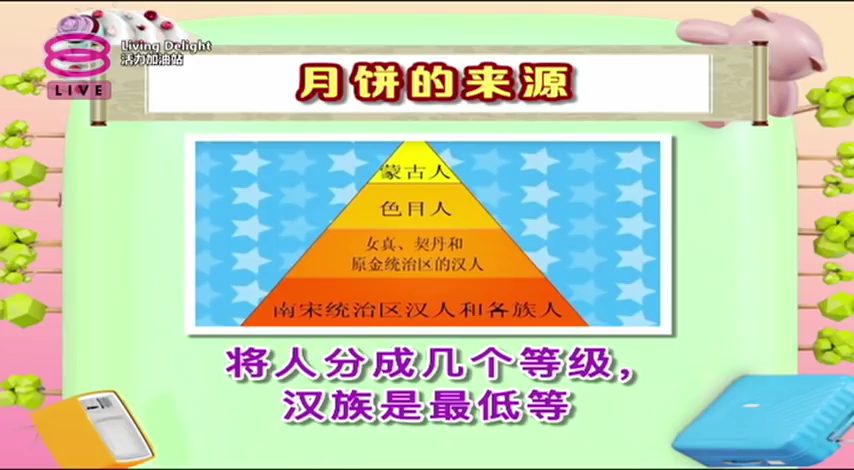 Living Delight
活力加油站
LIVE
月饼的来源
蒙古人
色目人
女真、契丹和
原金统治区的汉人
南宋统治区汉人和各族人
将人分成几个等级,
汉族是最低等